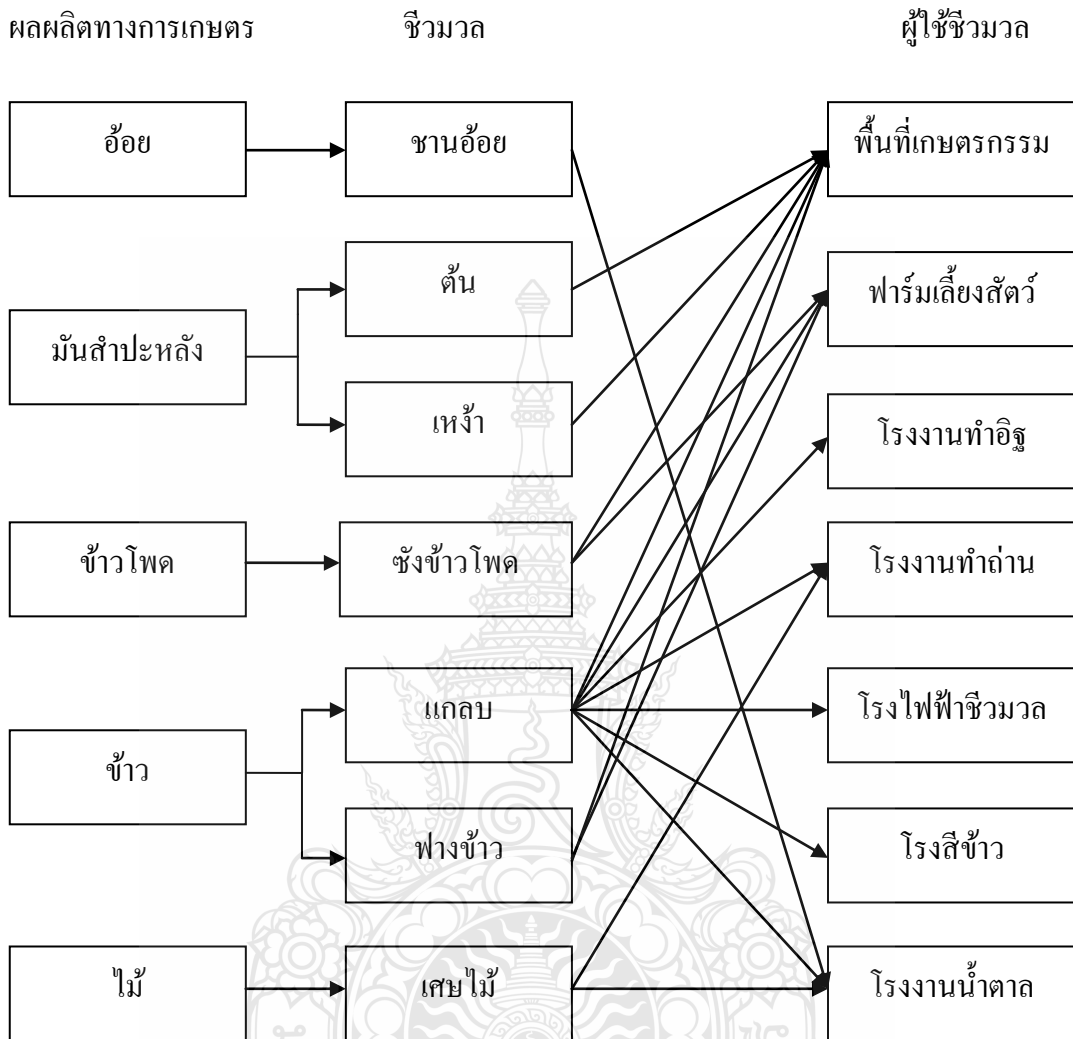 ผลผลิตทางการเกษตร ชีวมวล ผู้ใช้ชีวมวล
อ้อย ชานอ้อย พื้นที่เกษตรกรรม
ต้น ฟาร์มเลี้ยงสัตว์
มันสำปะหลัง
เหง้า โรงงานทำอิฐ
ข้าวโพด ซังข้าวโพด โรงงานทำถ่าน
แกลบ โรงไฟฟ้าชีวมวล
ข้าว
ฟางข้าว โรงสีข้าว
ไม้ เศษไม้ โรงงานน้ำตาล